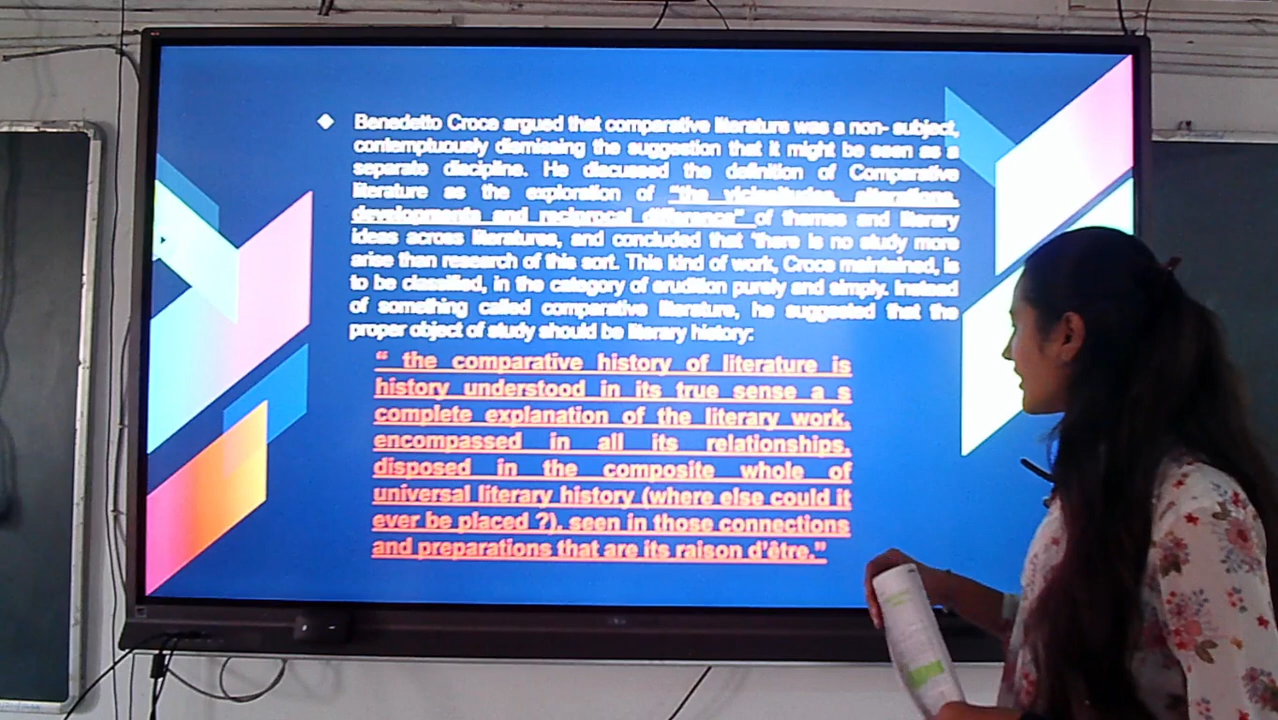 Benedetto Croce argued that comparative literature was a non- subject,
contemptuously dismissing the suggestion that it might be seen as a
separate discipline. He discussed the definition of Comparative
literature as the exploration of “the vicissitudes, alterations,
developments and reciprocal difference” of themes and literary
ideas across literatures, and concluded that ‘there is no study more
arise than research of this sort. This kind of work, Croce maintained, is
to be classified, in the category of erudition purely and simply. Instead
of something called comparative literature, he suggested that the
proper object of study should be literary history:
“ the comparative history of literature is
history understood in its true sense a s
complete explanation of the literary work,
encompassed in all its relationships,
disposed in the composite whole of
universal literary history (where else could it
ever be placed ?), seen in those connections
and preparations that are its raison d’être.”